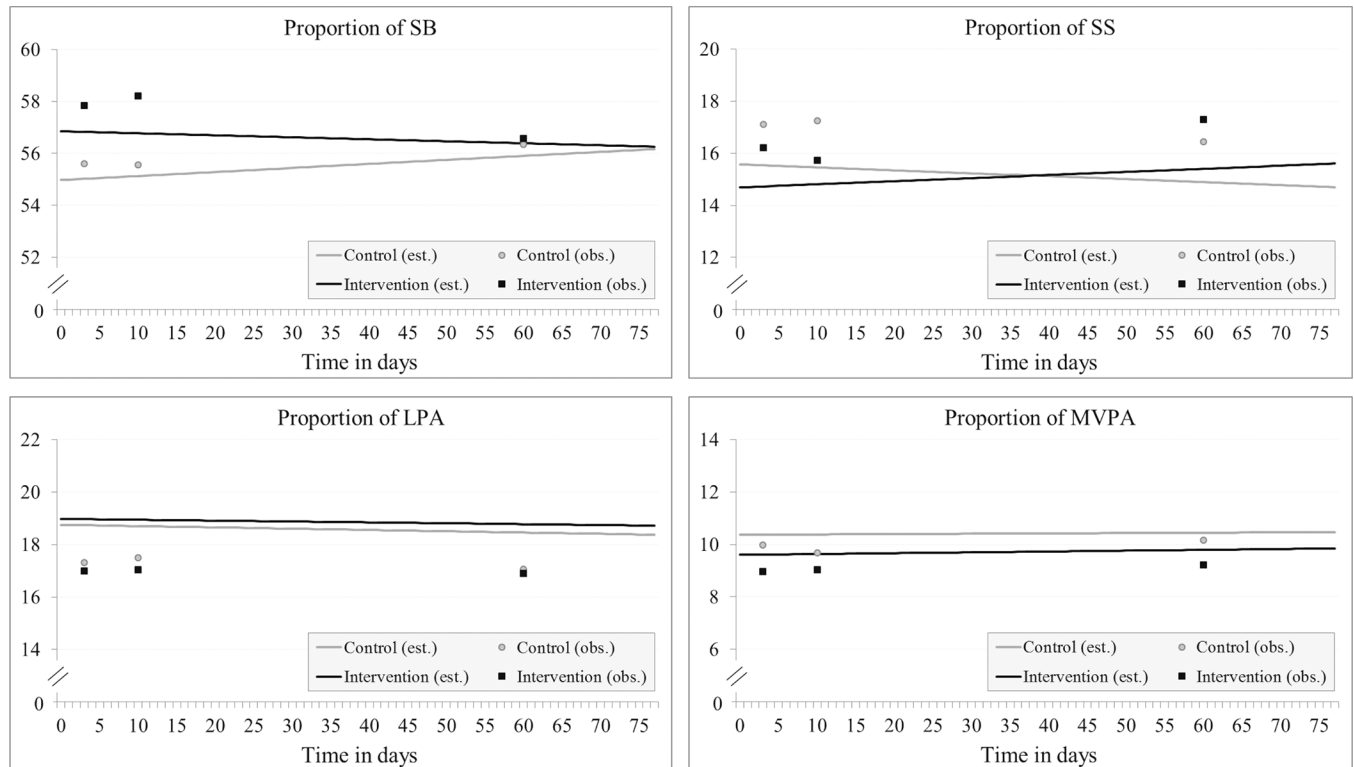 Proportion of SB
60
58
56
54
52
0
Control (est.) Control (obs.)
Intervention (est.) Intervention (obs.)
0 5 10 15 20 25 30 35 40 45 50 55 60 65 70 75
Time in days
Proportion of SS
20
18
16
14
12
0
Control (est.) Control (obs.)
Intervention (est.) Intervention (obs.)
0 5 10 15 20 25 30 35 40 45 50 55 60 65 70 75
Time in days
Proportion of LPA
22
20
18
16
14
0
Control (est.) Control (obs.)
Intervention (est.) Intervention (obs.)
0 5 10 15 20 25 30 35 40 45 50 55 60 65 70 75
Time in days
Proportion of MVPA
14
12
10
8
6
0
Control (est.) Control (obs.)
Intervention (est.) Intervention (obs.)
0 5 10 15 20 25 30 35 40 45 50 55 60 65 70 75
Time in days